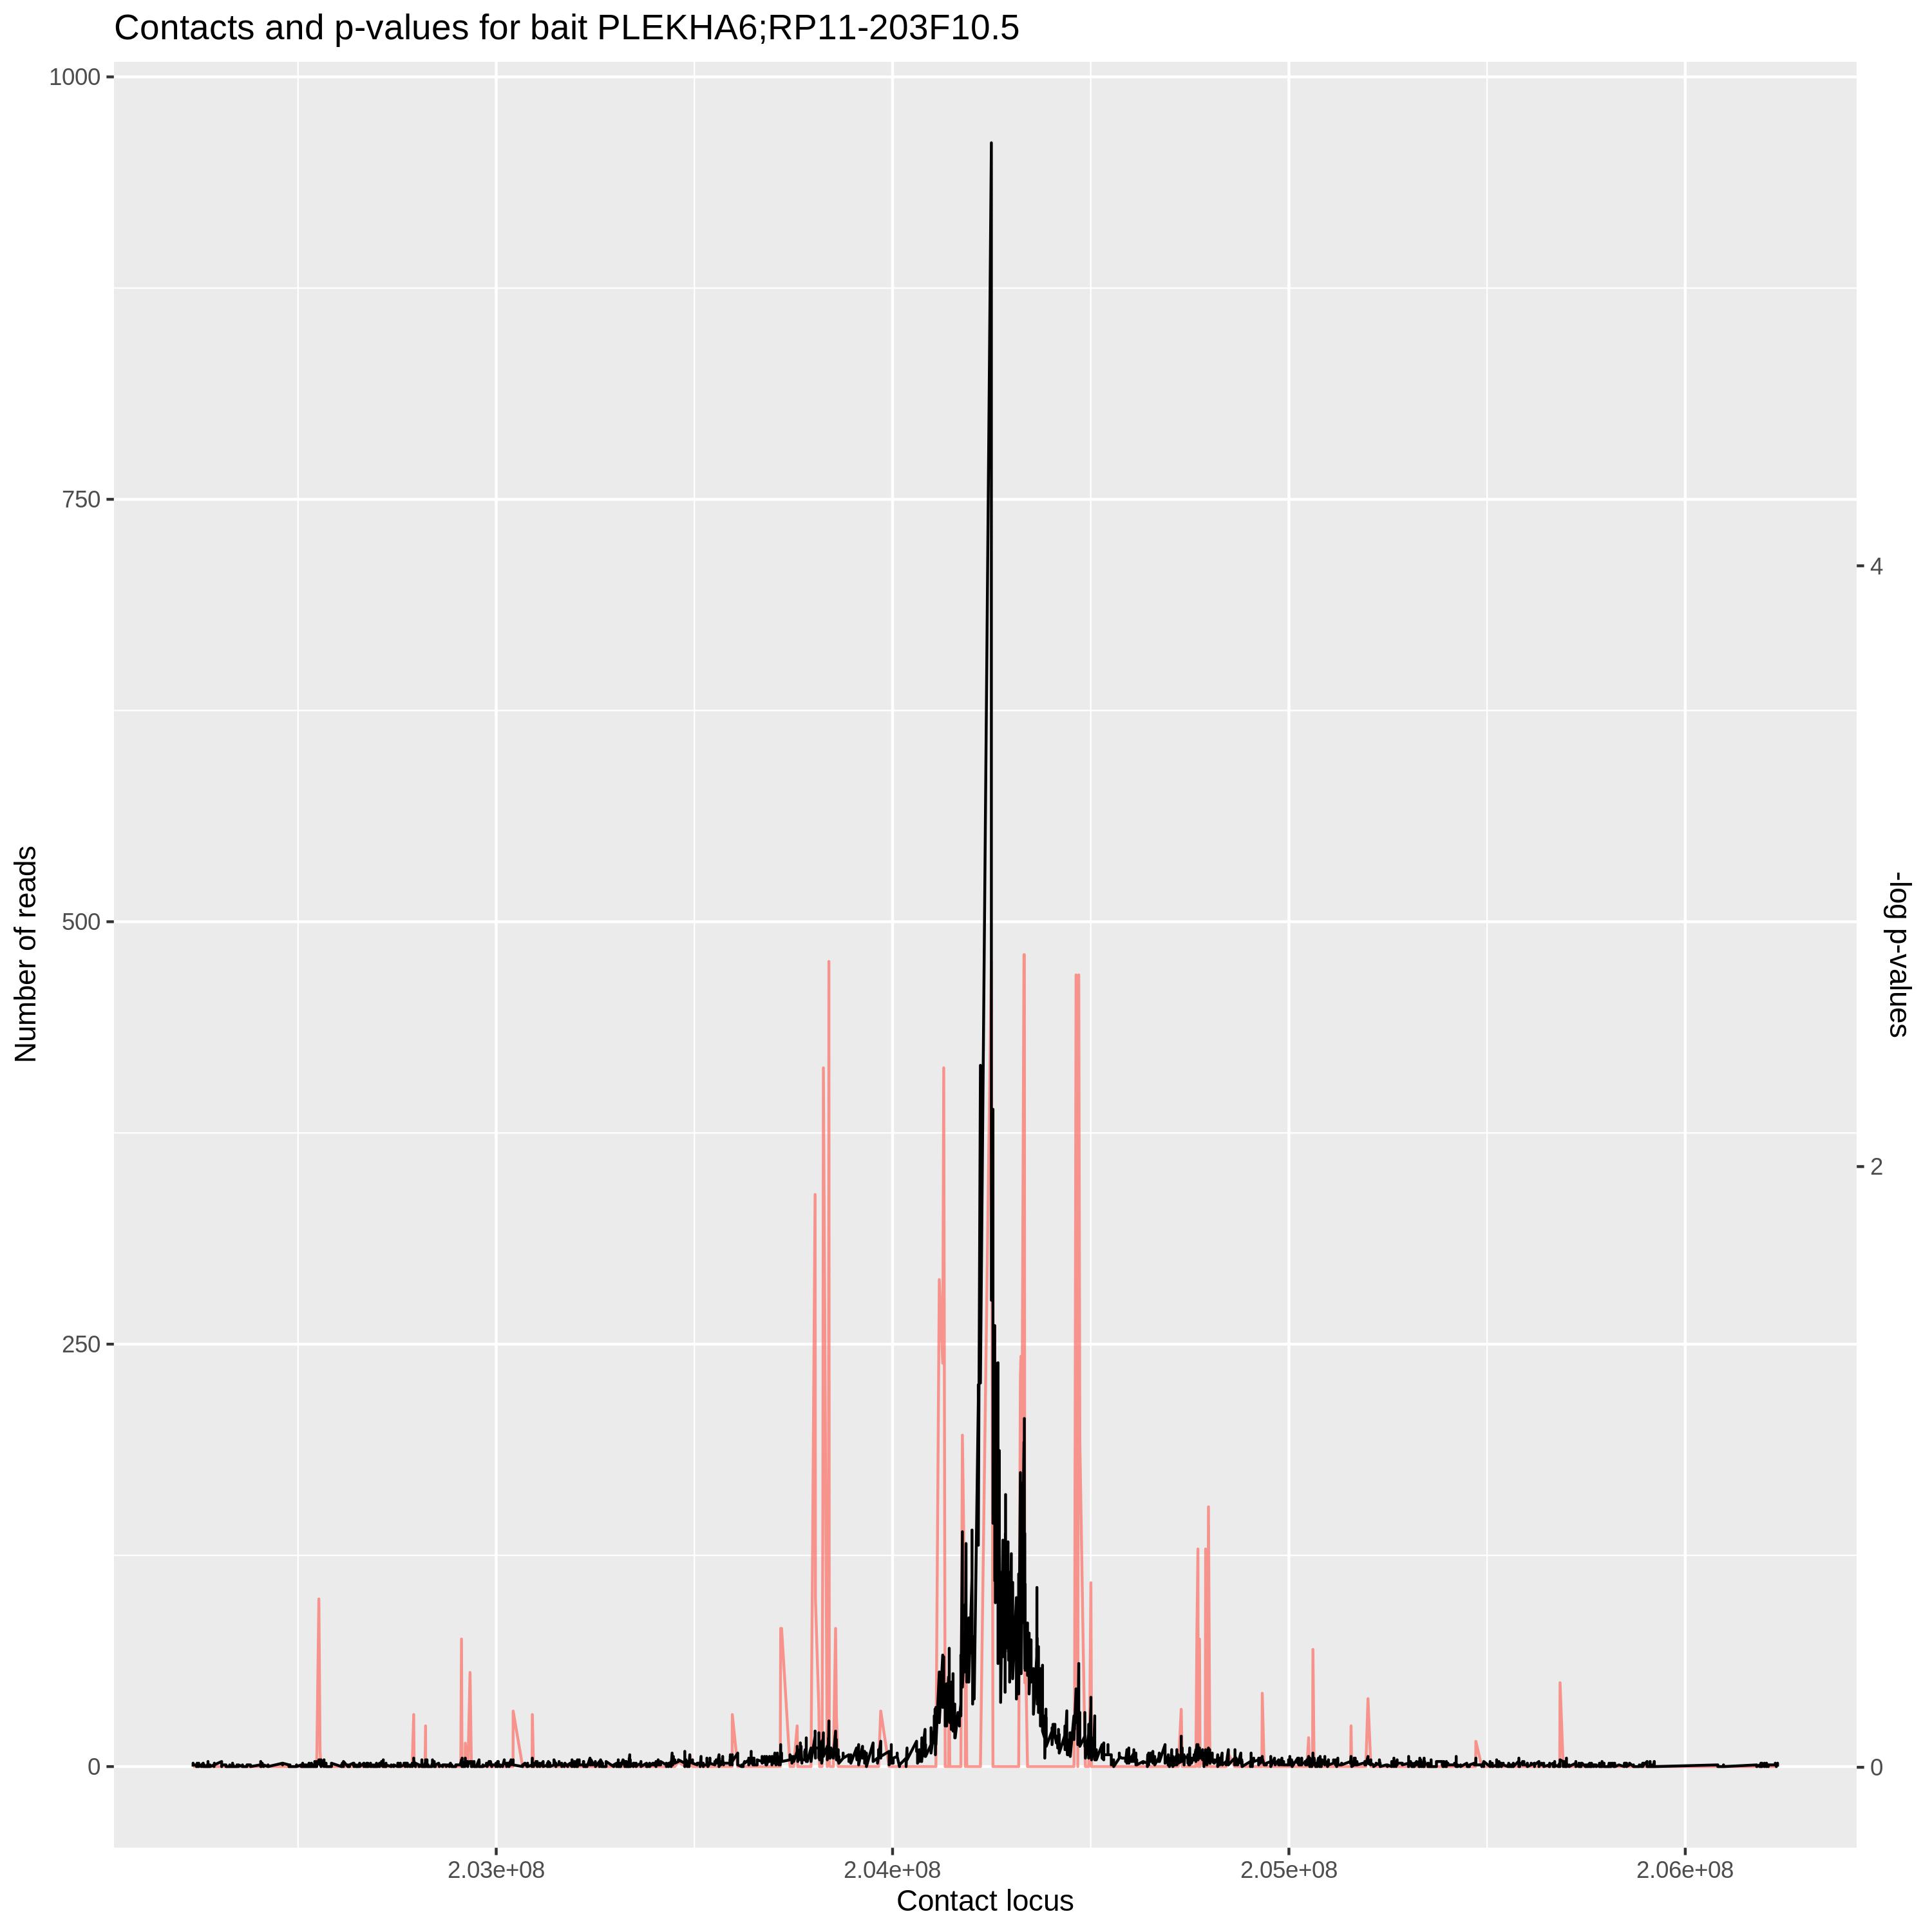 Contacts and p-values for bait PLEKHA6;RP11-203F10.5
1000
750
500
250
0
Number of reads
4
2
0
-log p-values
2.03e+08
2.04e+08
2.05e+08
2.06e+08
Contact locus